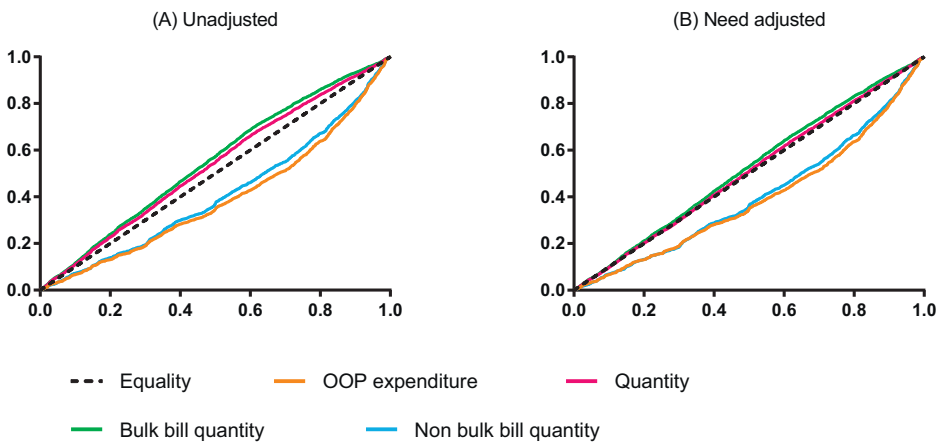 (A) Unadjusted
(B) Need adjusted
1.0
0.8
0.6
0.4
0.2
0.0
0.0 0.2 0.4 0.6 0.8 1.0
1.0
0.8
0.6
0.4
0.2
0.0
0.0 0.2 0.4 0.6 0.8 1.0
Equality OOP expenditure Quantity
Bulk bill quantity Non bulk bill quantity